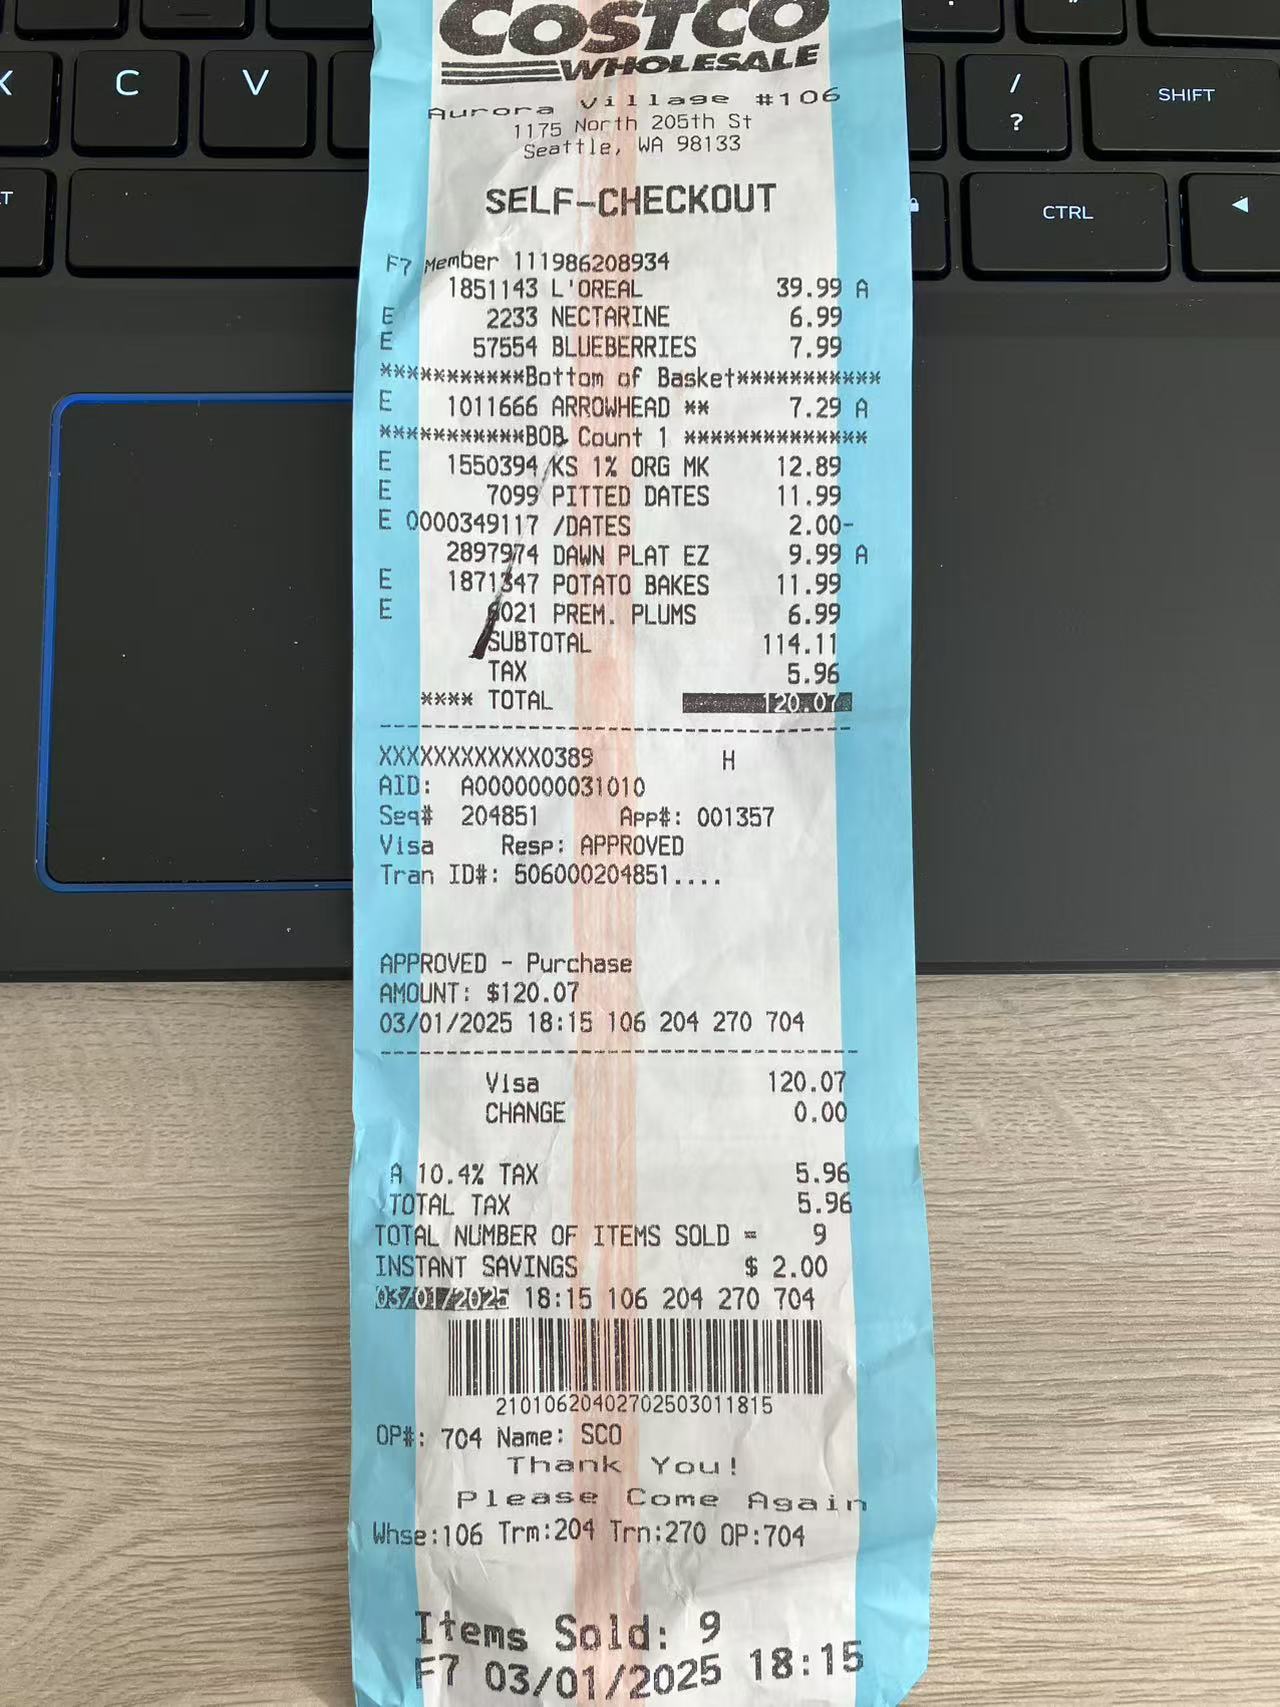 X C V / ? SHIFT
CTRL ◄
COSTCO
WHOLESALE
Aurora Village #106
1175 North 205th St
Seattle, WA 98133
SELF-CHECKOUT
F7 Member 111986208934
1851143 L'OREAL 39.99 A
E 2233 NECTARINE 6.99
E 57554 BLUEBERRIES 7.99
***********Bottom of Basket***********
E 1011666 ARROWHEAD ** 7.29 A
***********BOB Count 1 **************
E 1550394 KS 1% ORG MK 12.89
E 7099 PITTED DATES 11.99
E 0000349117 /DATES 2.00-
2897974 DAWN PLAT EZ 9.99 A
E 1871347 POTATO BAKES 11.99
E 6021 PREM. PLUMS 6.99
SUBTOTAL 114.11
TAX 5.96
**** TOTAL 120.07
XXXXXXXXXXXX0389 H
AID: A0000000031010
Seq# 204851 App#: 001357
Visa Resp: APPROVED
Tran ID#: 506000204851....
APPROVED - Purchase
AMOUNT: $120.07
03/01/2025 18:15 106 204 270 704
Visa 120.07
CHANGE 0.00
A 10.4% TAX 5.96
TOTAL TAX 5.96
TOTAL NUMBER OF ITEMS SOLD = 9
INSTANT SAVINGS $ 2.00
03/01/2025 18:15 106 204 270 704
21010620402702503011815
OP#: 704 Name: SCO
Thank You!
Please Come Again
Whse:106 Trm:204 Trn:270 OP:704
Items Sold: 9
F7 03/01/2025 18:15